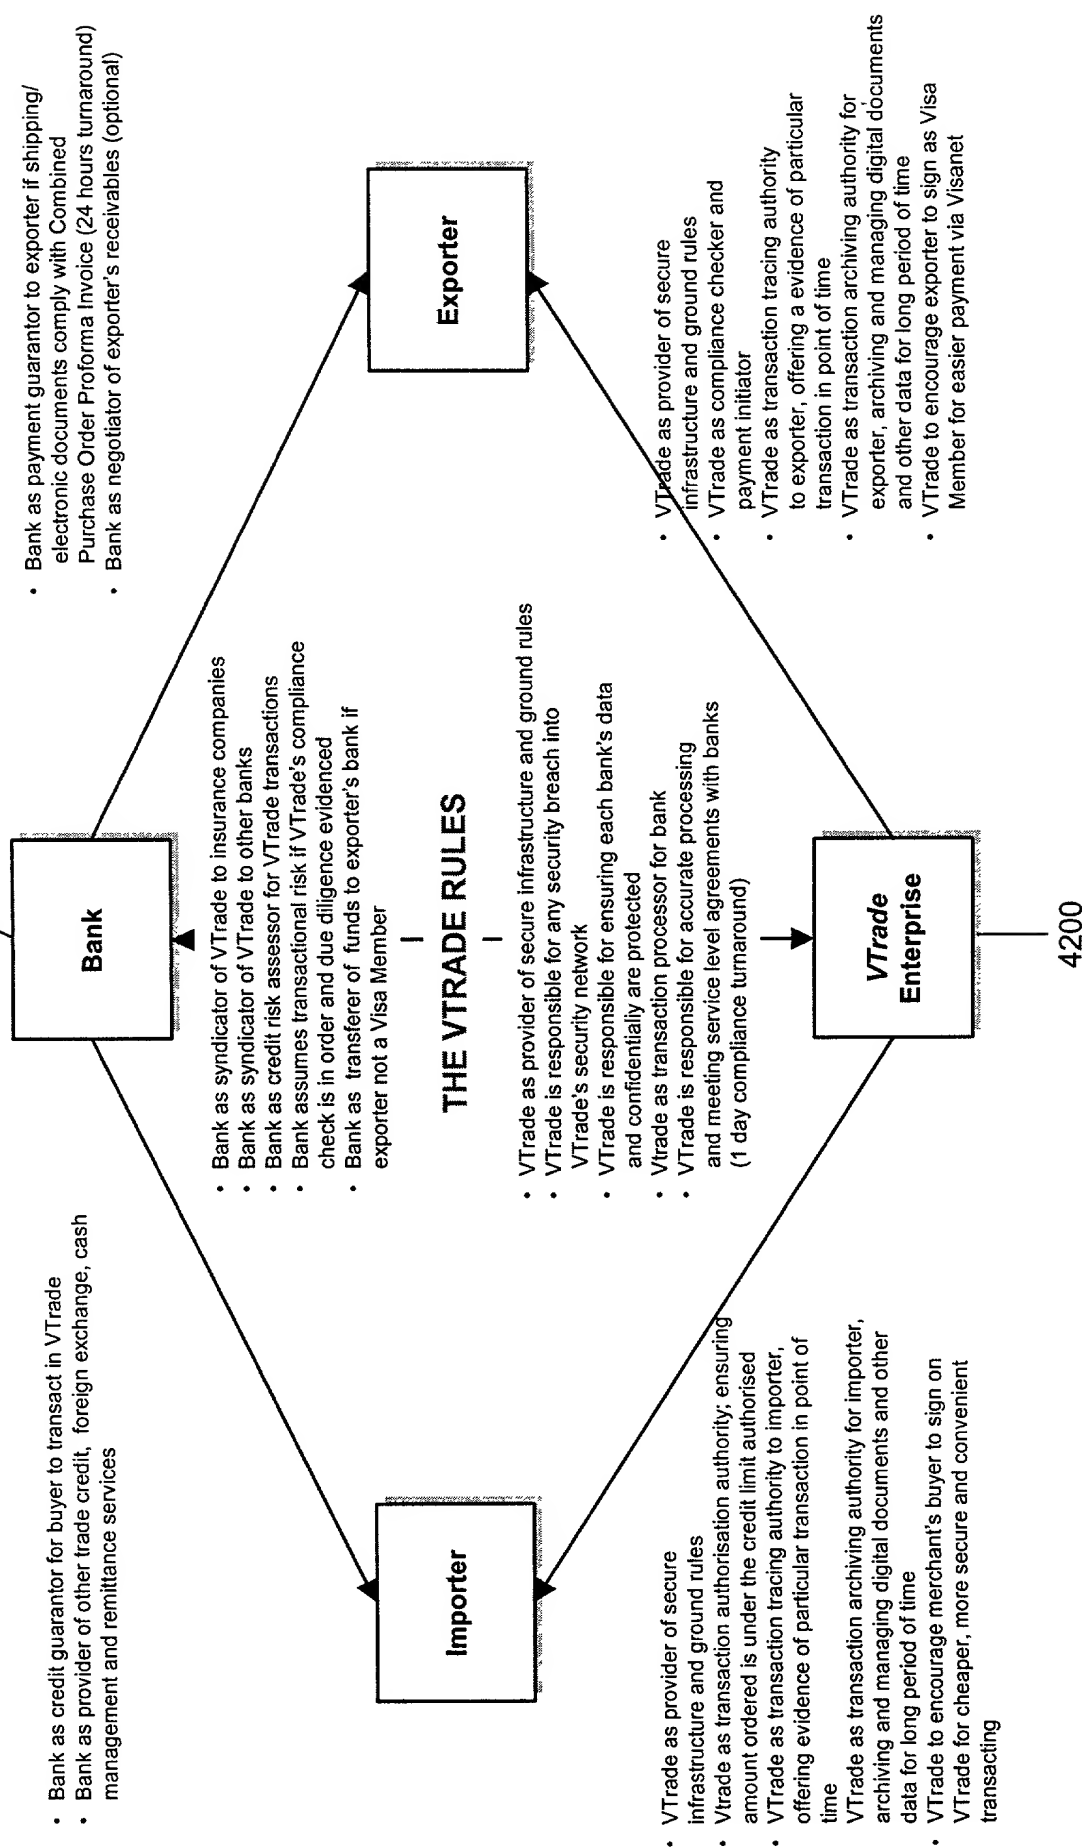 • Bank as credit guarantor for buyer to transact in VTrade
• Bank as provider of other trade credit, foreign exchange, cash
management and remittance services
Bank
• Bank as payment guarantor to exporter if shipping/
electronic documents comply with Combined
Purchase Order Proforma Invoice (24 hours turnaround)
• Bank as negotiator of exporter's receivables (optional)
• Bank as syndicator of VTrade to insurance companies
• Bank as syndicator of VTrade to other banks
• Bank as credit risk assessor for VTrade transactions
• Bank assumes transactional risk if VTrade's compliance
check is in order and due diligence evidenced
• Bank as transferer of funds to exporter's bank if
exporter not a Visa Member
Importer
THE VTRADE RULES
Exporter
• VTrade as provider of secure infrastructure and ground rules
• VTrade is responsible for any security breach into
VTrade's security network
• VTrade is responsible for ensuring each bank's data
and confidentially are protected
• Vtrade as transaction processor for bank
• VTrade is responsible for accurate processing
and meeting service level agreements with banks
(1 day compliance turnaround)
• VTrade as provider of secure
infrastructure and ground rules
• Vtrade as transaction authorisation authority; ensuring
amount ordered is under the credit limit authorised
• VTrade as transaction tracing authority to importer,
offering evidence of particular transaction in point of
time
VTrade as transaction archiving authority for importer,
archiving and managing digital documents and other
data for long period of time
• VTrade to encourage merchant's buyer to sign on
VTrade for cheaper, more secure and convenient
transacting
VTrade
Enterprise
• VTrade as provider of secure
infrastructure and ground rules
• VTrade as compliance checker and
payment initiator
• VTrade as transaction tracing authority
to exporter, offering a evidence of particular
transaction in point of time
• VTrade as transaction archiving authority for
exporter, archiving and managing digital documents
and other data for long period of time
• VTrade to encourage exporter to sign as Visa
Member for easier payment via Visanet
4200